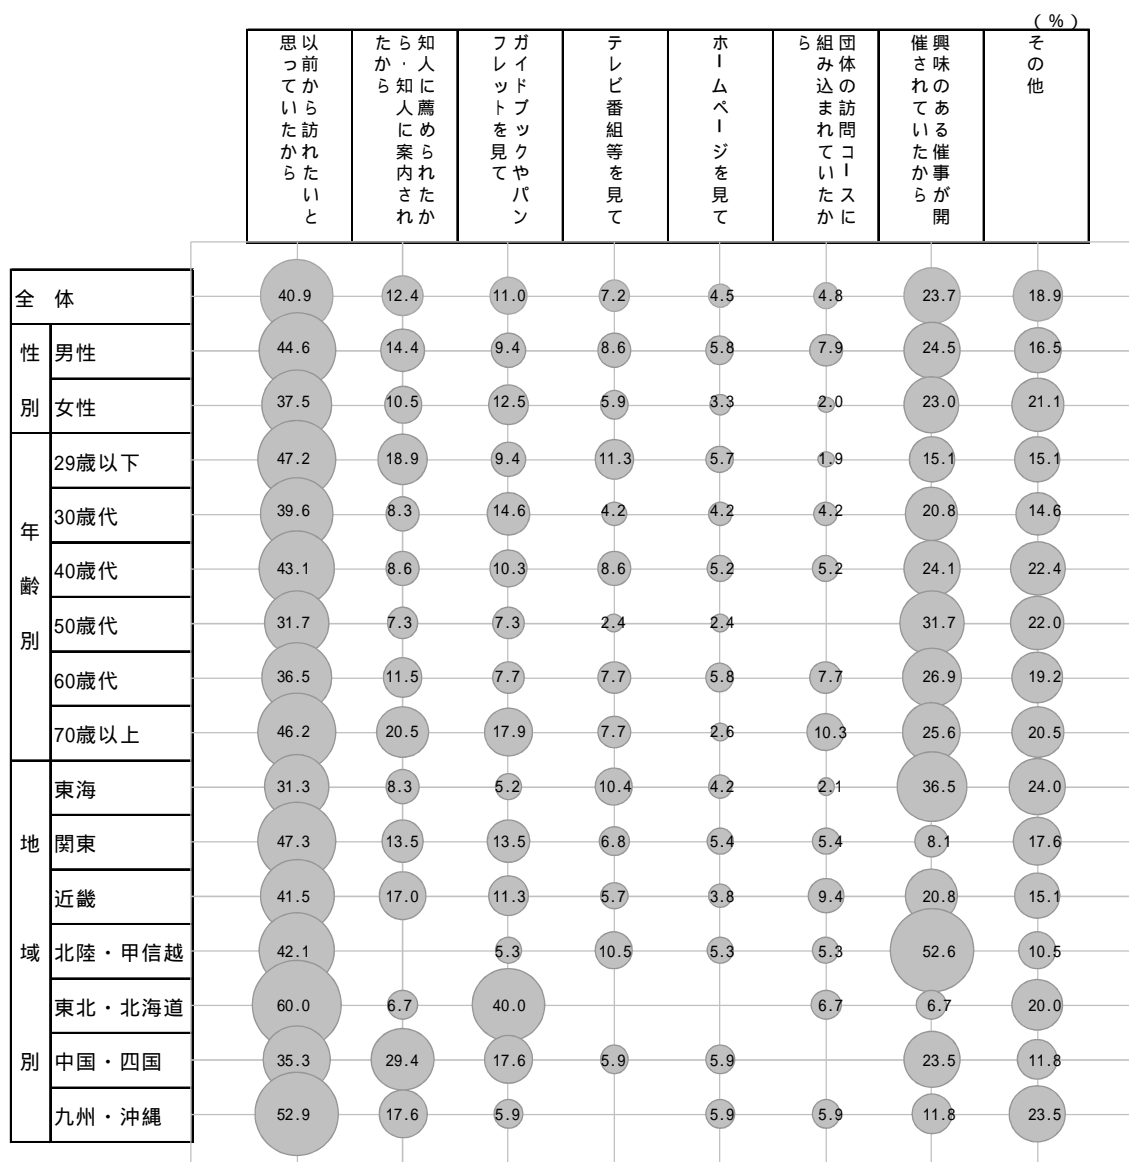 (%)
以前から訪れたいと
思っていたから
知人に薦められたか
ら・知人に案内され
たから
ガイドブックやパン
フレットを見て
テレビ番組等を見て
ホームページを見て
団体の訪問コースに
組み込まれていたか
ら
興味のある催事が開
催されていたから
その他
全 体 40.9 12.4 11.0 7.2 4.5 4.8 23.7 18.9
性別
男性 44.6 14.4 9.4 8.6 5.8 7.9 24.5 16.5
女性 37.5 10.5 12.5 5.9 3.3 2.0 23.0 21.1
年齢別
29歳以下 47.2 18.9 9.4 11.3 5.7 1.9 15.1 15.1
30歳代 39.6 8.3 14.6 4.2 4.2 4.2 20.8 14.6
40歳代 43.1 8.6 10.3 8.6 5.2 5.2 24.1 22.4
50歳代 31.7 7.3 7.3 2.4 2.4 31.7 22.0
60歳代 36.5 11.5 7.7 7.7 5.8 7.7 26.9 19.2
70歳以上 46.2 20.5 17.9 7.7 2.6 10.3 25.6 20.5
地域別
東海 31.3 8.3 5.2 10.4 4.2 2.1 36.5 24.0
関東 47.3 13.5 13.5 6.8 5.4 5.4 8.1 17.6
近畿 41.5 17.0 11.3 5.7 3.8 9.4 20.8 15.1
北陸・甲信越 42.1 5.3 10.5 5.3 5.3 52.6 10.5
東北・北海道 60.0 6.7 40.0 6.7 6.7 20.0
中国・四国 35.3 29.4 17.6 5.9 5.9 23.5 11.8
九州・沖縄 52.9 17.6 5.9 5.9 5.9 11.8 23.5